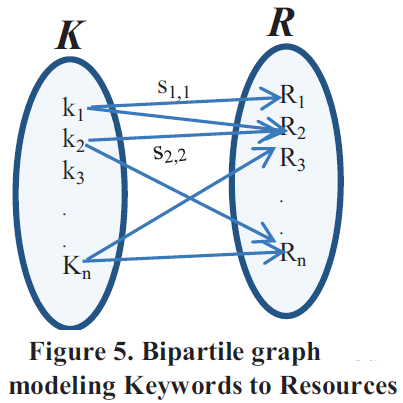 K R
s1,1
k1 R1
k2 R2
s2,2
k3 R3
. .
. .
Kn Rn
Figure 5. Bipartile graph
modeling Keywords to Resources